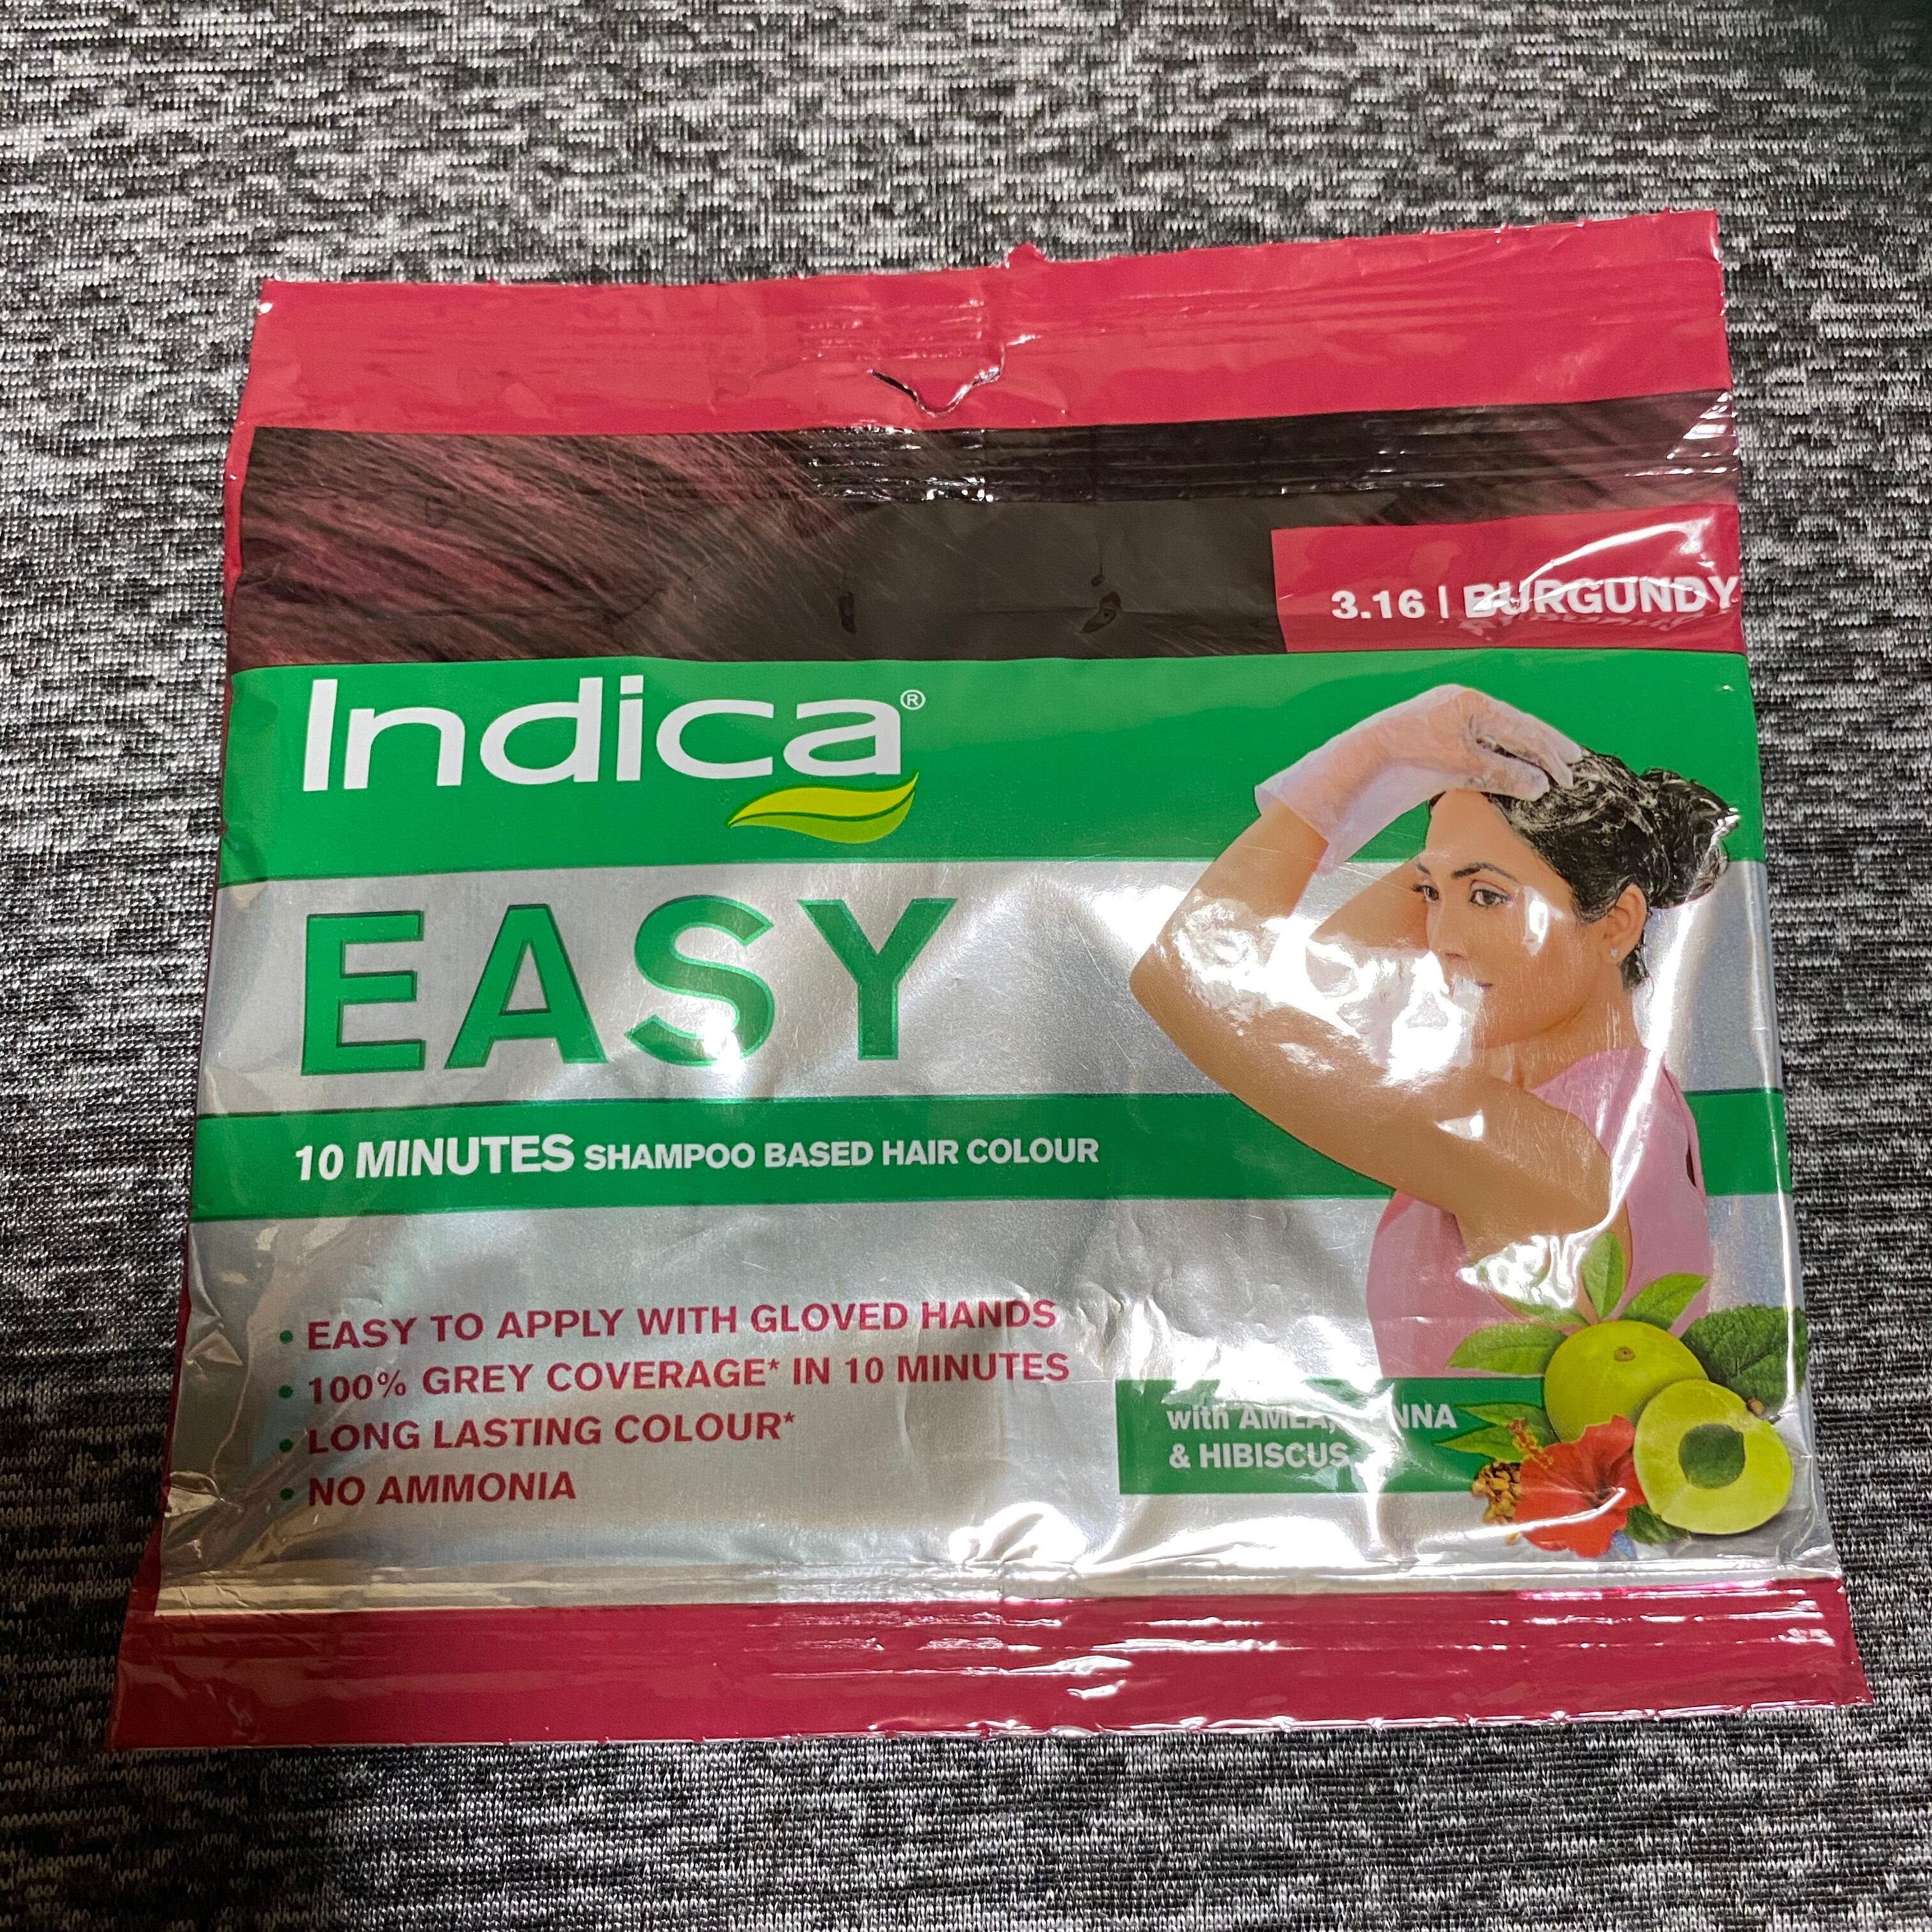 3.16 | BURGUNDY
Indica®
EASY
10 MINUTES SHAMPOO BASED HAIR COLOUR
• EASY TO APPLY WITH GLOVED HANDS
• 100% GREY COVERAGE* IN 10 MINUTES
• LONG LASTING COLOUR*
• NO AMMONIA
with AMLA,
& HIBISCUS